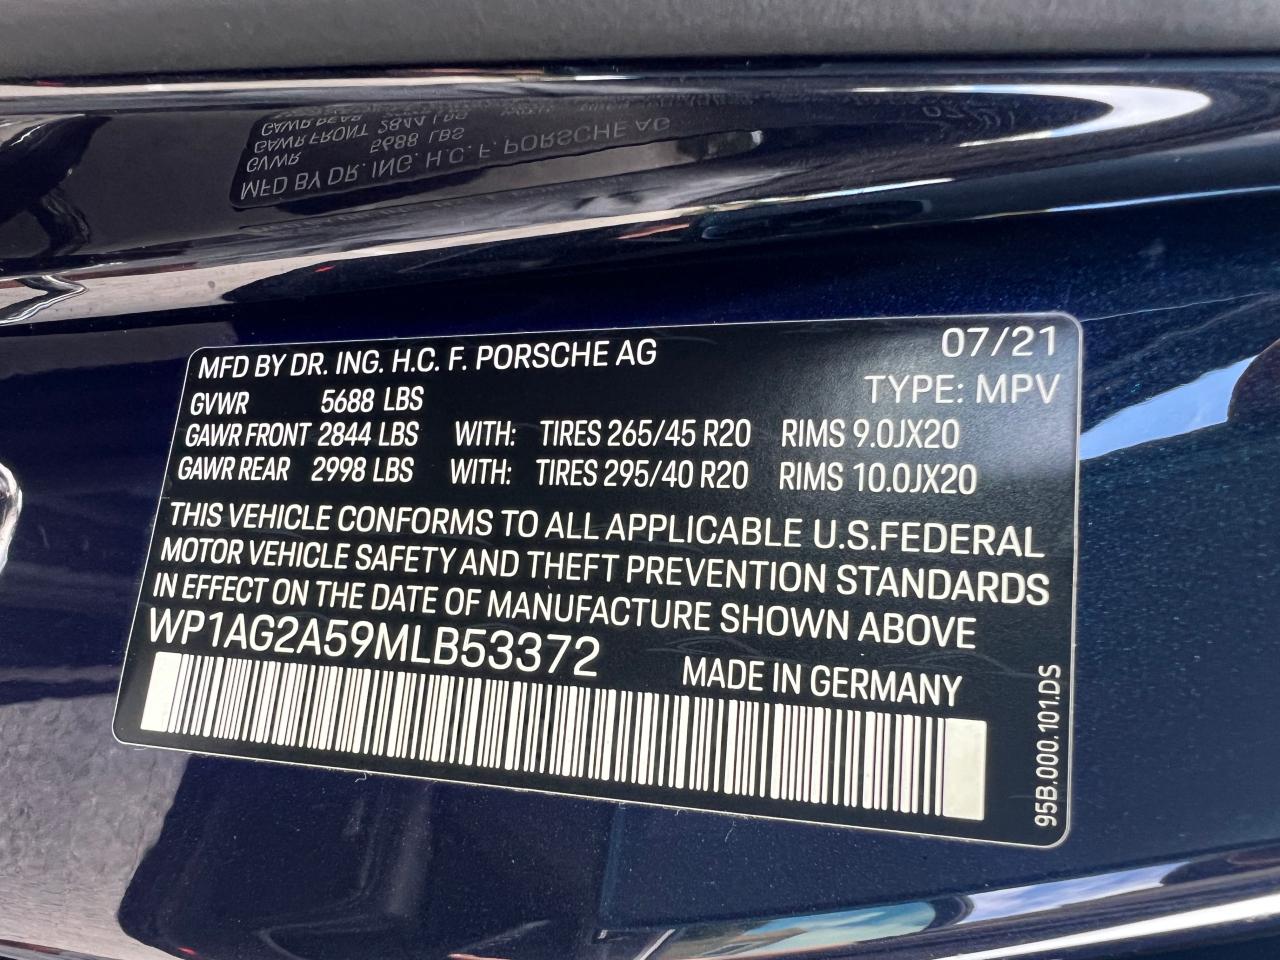 MFD BY DR. ING. H.C. F. PORSCHE AG 07/21
GVWR 5688 LBS TYPE: MPV
GAWR FRONT 2844 LBS WITH: TIRES 265/45 R20 RIMS 9.0JX20
GAWR REAR 2998 LBS WITH: TIRES 295/40 R20 RIMS 10.0JX20
THIS VEHICLE CONFORMS TO ALL APPLICABLE U.S.FEDERAL
MOTOR VEHICLE SAFETY AND THEFT PREVENTION STANDARDS
IN EFFECT ON THE DATE OF MANUFACTURE SHOWN ABOVE
WP1AG2A59MLB53372
MADE IN GERMANY
95B.000.101.DS